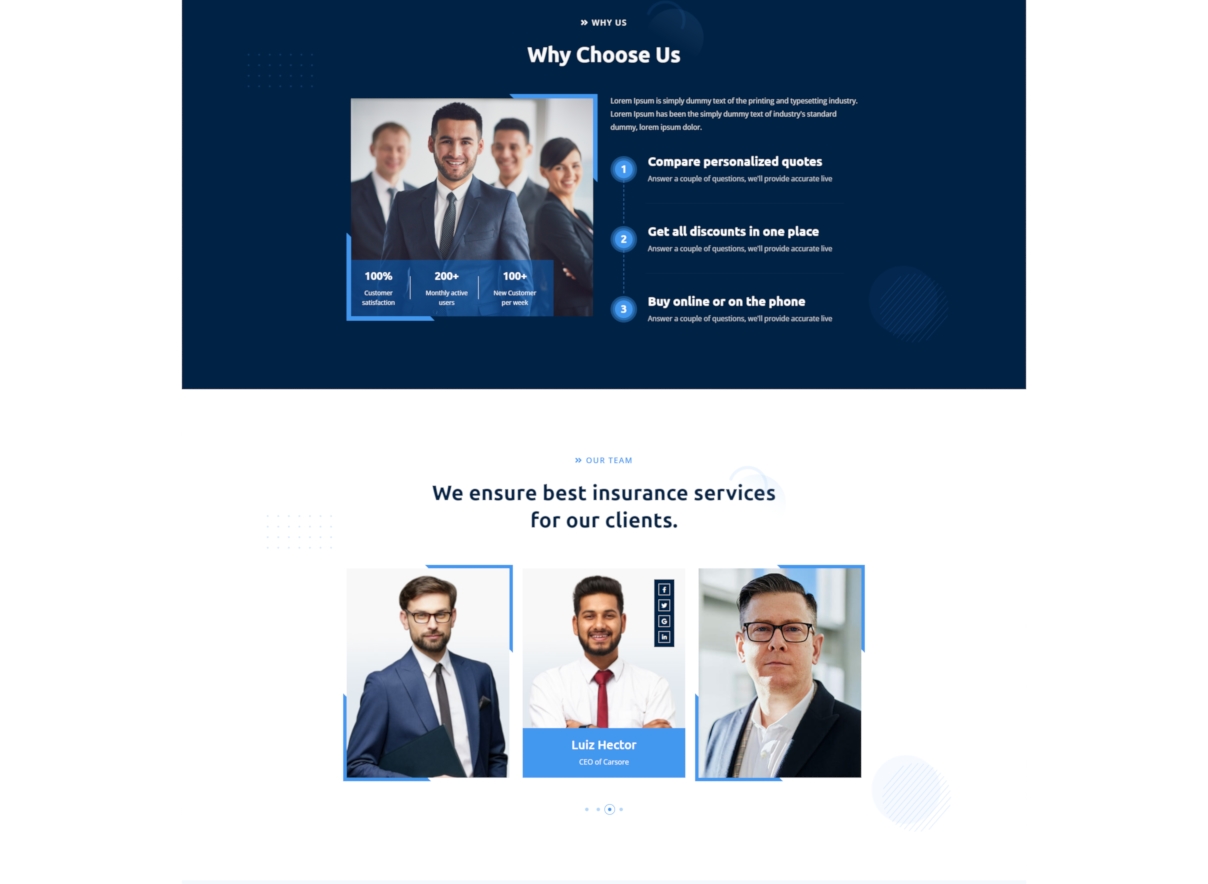 WHY US
Why Choose Us
Lorem Ipsum is simply dummy text of the printing and typesetting industry.
Lorem Ipsum has been the simply dummy text of industry's standard
dummy, lorem ipsum dolor.
1
Compare personalized quotes
Answer a couple of questions, we'll provide accurate live
2
Get all discounts in one place
Answer a couple of questions, we'll provide accurate live
3
Buy online or on the phone
Answer a couple of questions, we'll provide accurate live
100%
Customer
satisfaction
200+
Monthly active
users
100+
New Customer
per week
OUR TEAM
We ensure best insurance services
for our clients.
Luiz Hector
CEO of Carsore